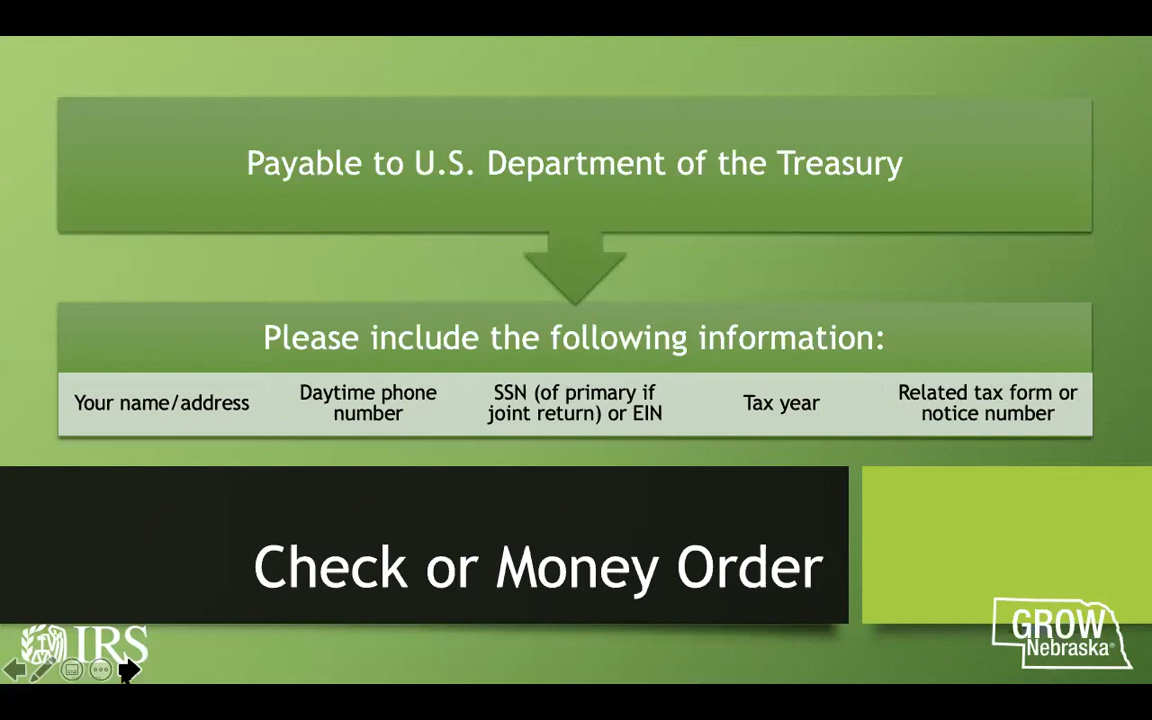 Payable to U.S. Department of the Treasury
Please include the following information:
Your name/address
Daytime phone
number
SSN (of primary if
joint return) or EIN
Tax year
Related tax form or
notice number
Check or Money Order
IRS
GROW
Nebraska®